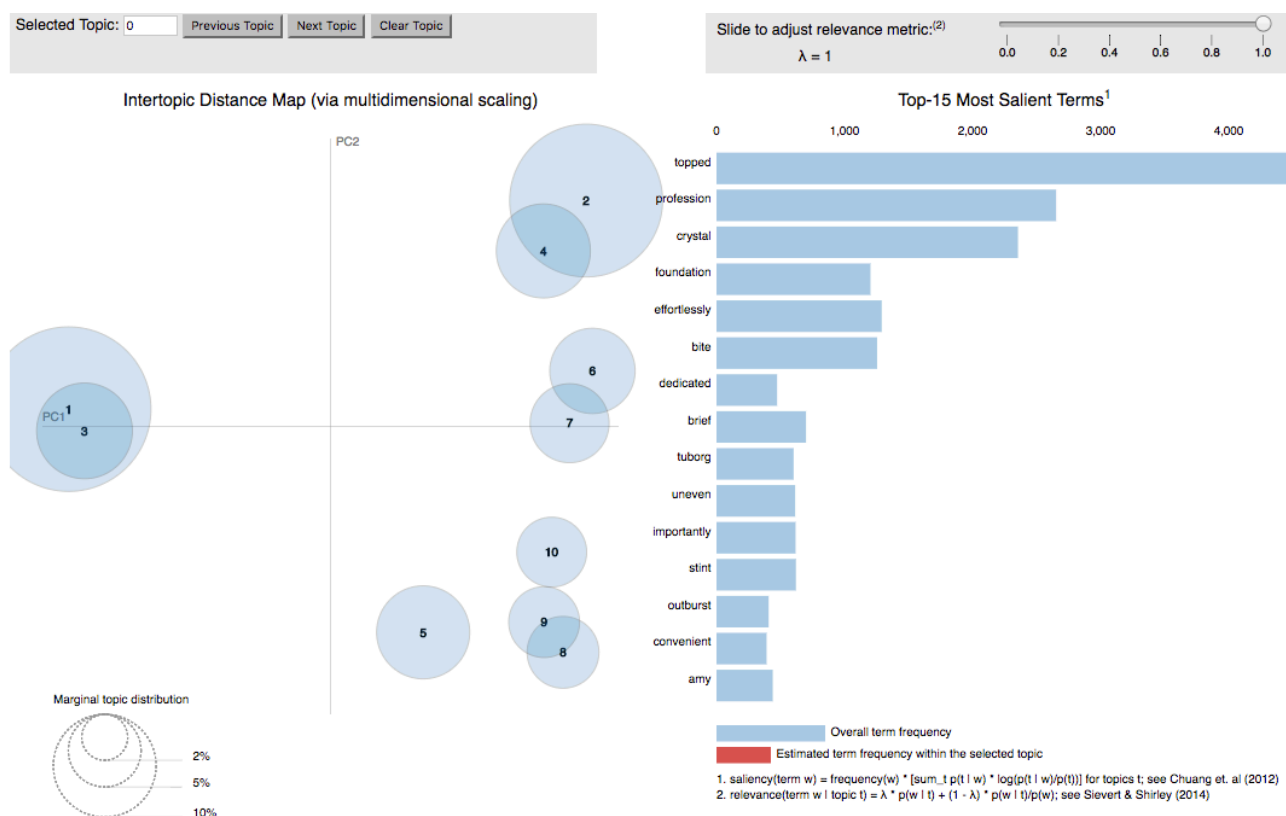 Selected Topic: 0 Previous Topic Next Topic Clear Topic
Slide to adjust relevance metric:(2)
λ = 1
0.0 0.2 0.4 0.6 0.8 1.0
Intertopic Distance Map (via multidimensional scaling)
PC2
PC1
1
2
3
4
5
6
7
8
9
10
Marginal topic distribution
2%
5%
10%
Top-15 Most Salient Terms1
0 1,000 2,000 3,000 4,000
topped
profession
crystal
foundation
effortlessly
bite
dedicated
brief
tuborg
uneven
importantly
stint
outburst
convenient
amy
Overall term frequency
Estimated term frequency within the selected topic
1. saliency(term w) = frequency(w) * [sum_t p(t | w) * log(p(t | w)/p(t))] for topics t; see Chuang et. al (2012)
2. relevance(term w | topic t) = λ * p(w | t) + (1 - λ) * p(w | t)/p(w); see Sievert & Shirley (2014)